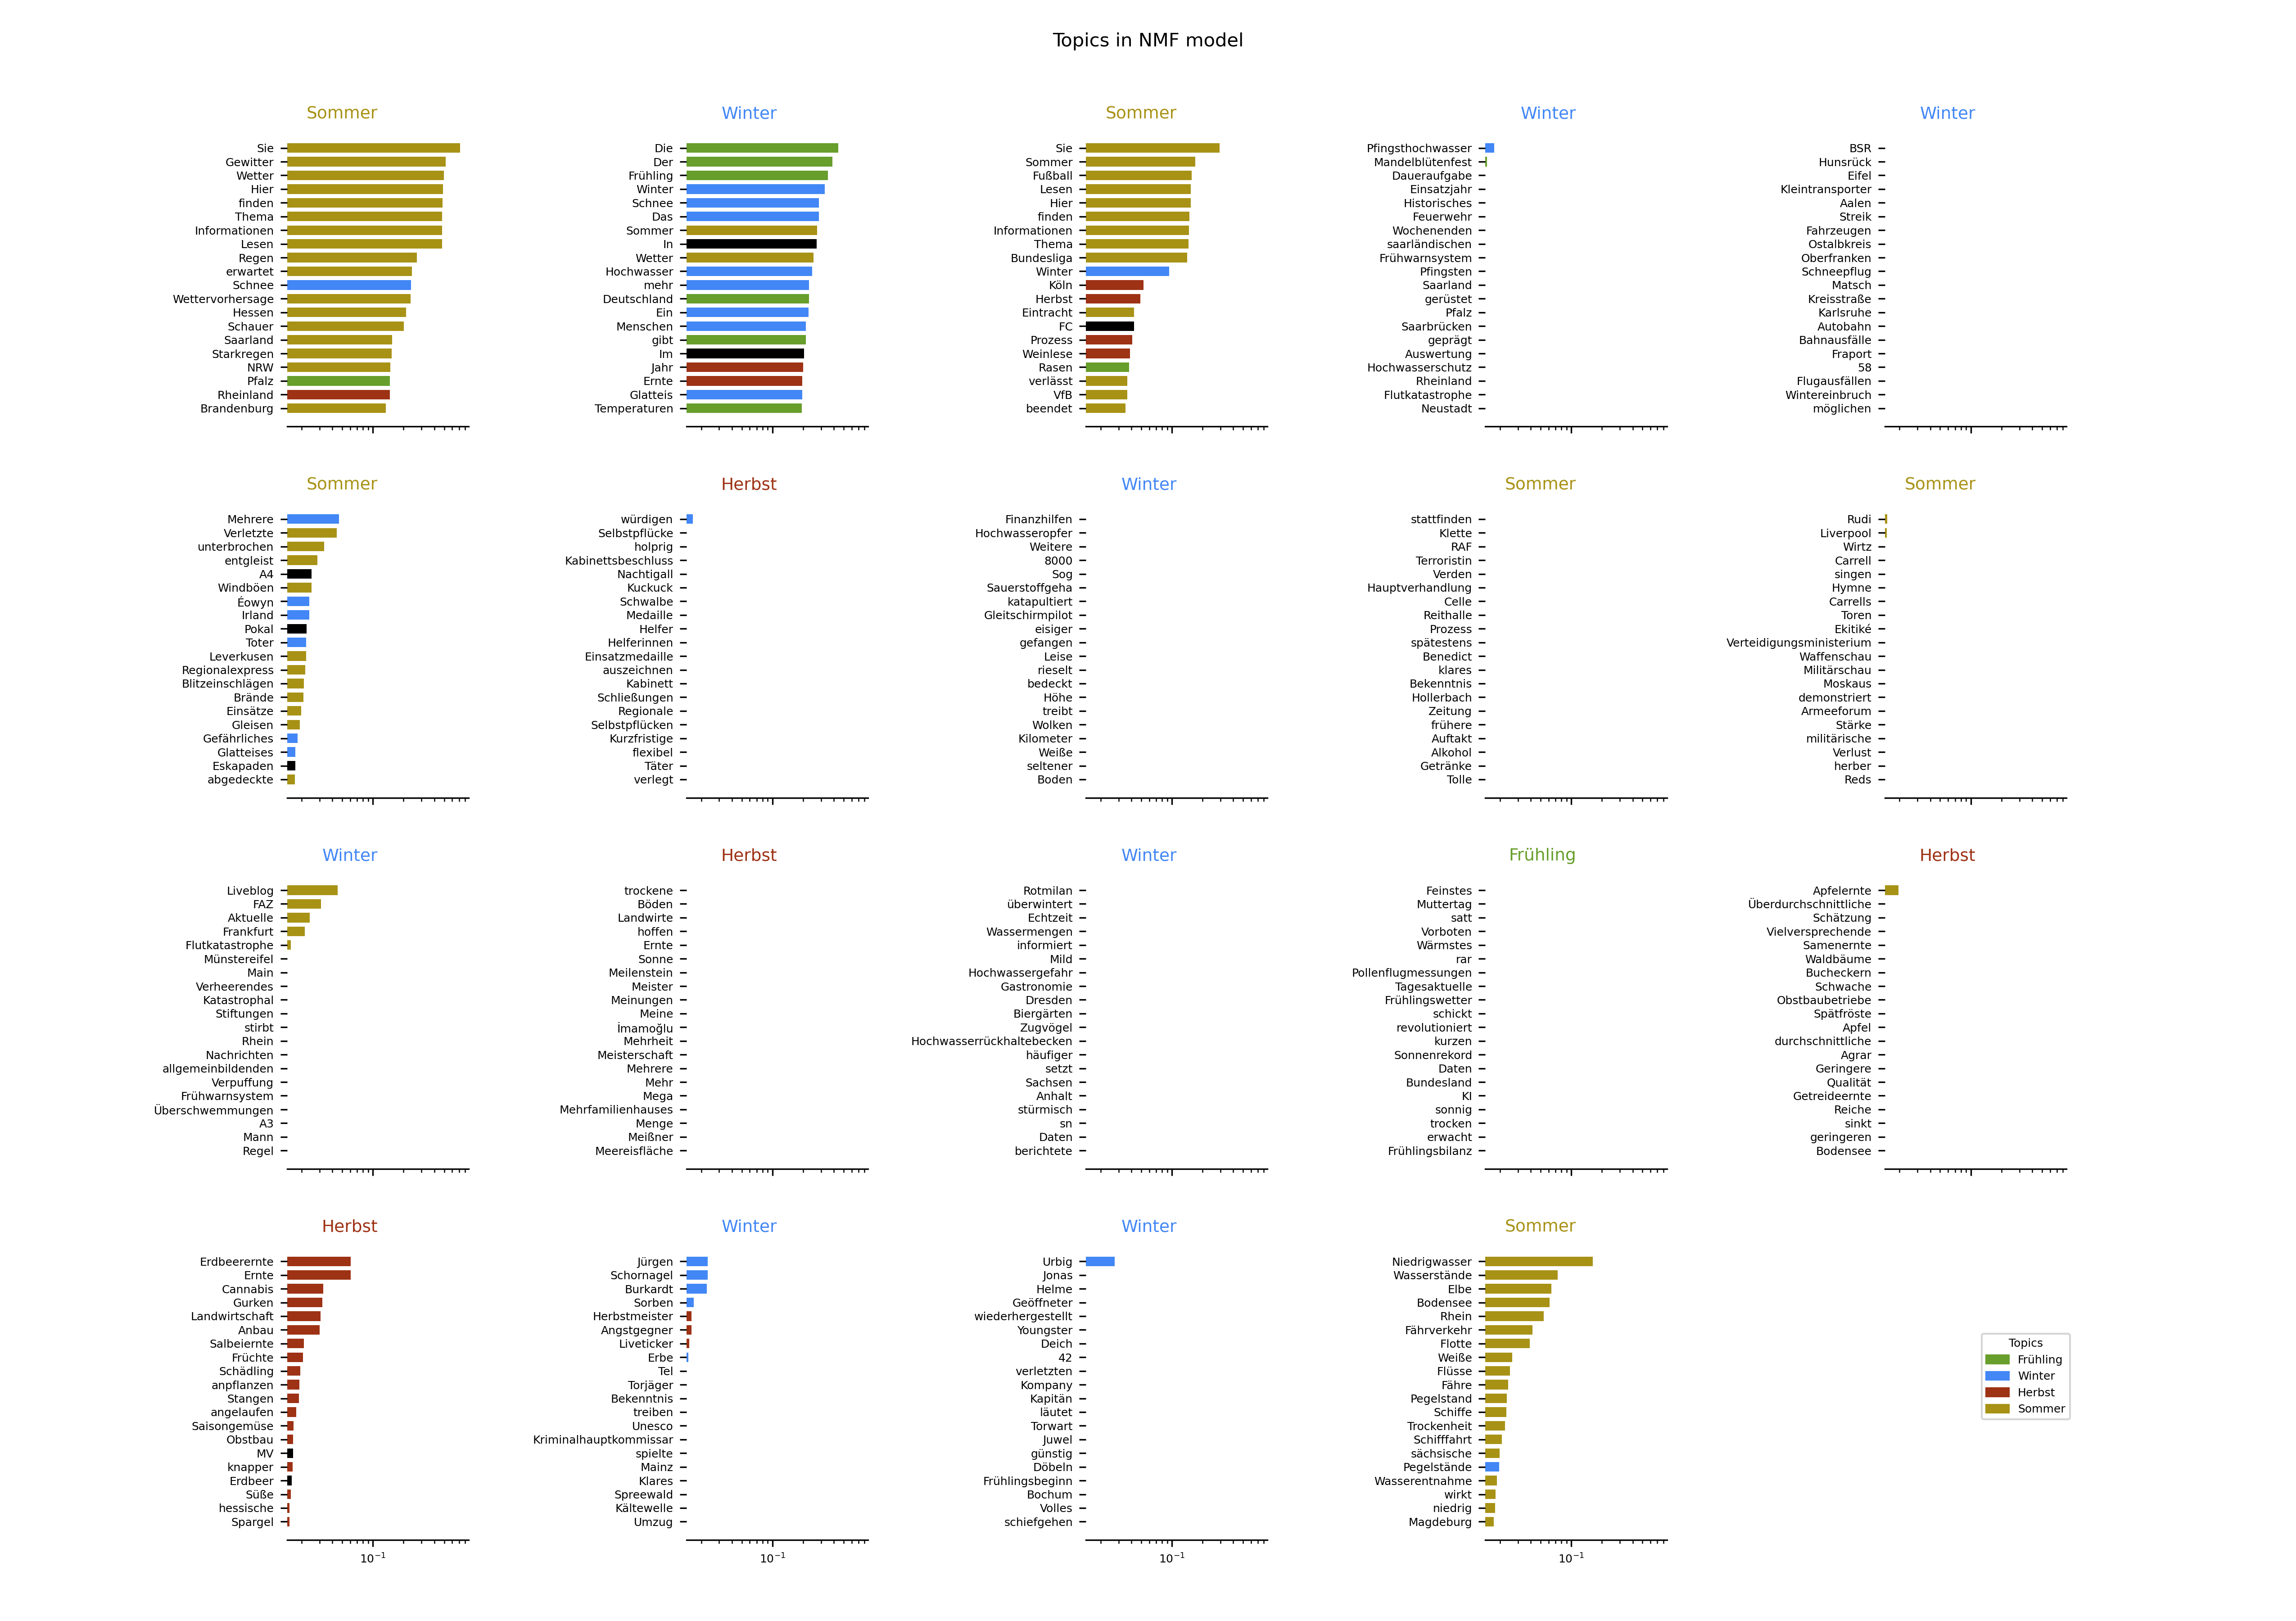 Topics in NMF model
Sommer
Sie
Gewitter
Wetter
Hier
finden
Thema
Informationen
Lesen
Regen
erwartet
Schnee
Wettervorhersage
Hessen
Schauer
Saarland
Starkregen
NRW
Pfalz
Rheinland
Brandenburg
Winter
Die
Der
Frühling
Winter
Schnee
Das
Sommer
In
Wetter
Hochwasser
mehr
Deutschland
Ein
Menschen
gibt
Im
Jahr
Ernte
Glatteis
Temperaturen
Sommer
Sie
Sommer
Fußball
Lesen
Hier
finden
Informationen
Thema
Bundesliga
Winter
Köln
Herbst
Eintracht
FC
Prozess
Weinlese
Rasen
verlässt
VfB
beendet
Winter
Pfingsthochwasser
Mandelblütenfest
Daueraufgabe
Einsatzjahr
Historisches
Feuerwehr
Wochenenden
saarländischen
Frühwarnsystem
Pfingsten
Saarland
gerüstet
Pfalz
Saarbrücken
geprägt
Auswertung
Hochwasserschutz
Rheinland
Flutkatastrophe
Neustadt
Winter
BSR
Hunsrück
Eifel
Kleintransporter
Aalen
Streik
Fahrzeugen
Ostalbkreis
Oberfranken
Schneepflug
Matsch
Kreisstraße
Karlsruhe
Autobahn
Bahnausfälle
Fraport
58
Flugausfällen
Wintereinbruch
möglichen
Sommer
Mehrere
Verletzte
unterbrochen
entgleist
A4
Windböen
Éowyn
Irland
Pokal
Toter
Leverkusen
Regionalexpress
Blitzeinschlägen
Brände
Einsätze
Gleisen
Gefährliches
Glatteises
Eskapaden
abgedeckte
Herbst
würdigen
Selbstpflücke
holprig
Kabinettsbeschluss
Nachtigall
Kuckuck
Schwalbe
Medaille
Helfer
Helferinnen
Einsatzmedaille
auszeichnen
Kabinett
Schließungen
Regionale
Selbstpflücken
Kurzfristige
flexibel
Täter
verlegt
Winter
Finanzhilfen
Hochwasseropfer
Weitere
8000
Sog
Sauerstoffgeha
katapultiert
Gleitschirmpilot
eisiger
gefangen
Leise
rieselt
bedeckt
Höhe
treibt
Wolken
Kilometer
Weiße
seltener
Boden
Sommer
stattfinden
Klette
RAF
Terroristin
Verden
Hauptverhandlung
Celle
Reithalle
Prozess
spätestens
Benedict
klares
Bekenntnis
Hollerbach
Zeitung
frühere
Auftakt
Alkohol
Getränke
Tolle
Sommer
Rudi
Liverpool
Wirtz
Carrell
singen
Hymne
Carrells
Toren
Ekitiké
Verteidigungsministerium
Waffenschau
Militärschau
Moskaus
demonstriert
Armeeforum
Stärke
militärische
Verlust
herber
Reds
Winter
Liveblog
FAZ
Aktuelle
Frankfurt
Flutkatastrophe
Münstereifel
Main
Verheerendes
Katastrophal
Stiftungen
stirbt
Rhein
Nachrichten
allgemeinbildenden
Verpuffung
Frühwarnsystem
Überschwemmungen
A3
Mann
Regel
Herbst
trockene
Böden
Landwirte
hoffen
Ernte
Sonne
Meilenstein
Meister
Meinungen
Meine
İmamoğlu
Mehrheit
Meisterschaft
Mehrere
Mehr
Mega
Mehrfamilienhauses
Menge
Meißner
Meereisfläche
Winter
Rotmilan
überwintert
Echtzeit
Wassermengen
informiert
Mild
Hochwassergefahr
Gastronomie
Dresden
Biergärten
Zugvögel
Hochwasserrückhaltebecken
häufiger
setzt
Sachsen
Anhalt
stürmisch
sn
Daten
berichtete
Frühling
Feinstes
Muttertag
satt
Vorboten
Wärmstes
rar
Pollenflugmessungen
Tagesaktuelle
Frühlingswetter
schickt
revolutioniert
kurzen
Sonnenrekord
Daten
Bundesland
KI
sonnig
trocken
erwacht
Frühlingsbilanz
Herbst
Apfelernte
Überdurchschnittliche
Schätzung
Vielversprechende
Samenernte
Waldbäume
Bucheckern
Schwache
Obstbaubetriebe
Spätfröste
Apfel
durchschnittliche
Agrar
Geringere
Qualität
Getreideernte
Reiche
sinkt
geringeren
Bodensee
Herbst
Erdbeerernte
Ernte
Cannabis
Gurken
Landwirtschaft
Anbau
Salbeiernte
Früchte
Schädling
anpflanzen
Stangen
angelaufen
Saisongemüse
Obstbau
MV
knapper
Erdbeer
Süße
hessische
Spargel
10⁻¹
Winter
Jürgen
Schornagel
Burkardt
Sorben
Herbstmeister
Angstgegner
Liveticker
Erbe
Tel
Torjäger
Bekenntnis
treiben
Unesco
Kriminalhauptkommissar
spielte
Mainz
Klares
Spreewald
Kältewelle
Umzug
10⁻¹
Winter
Urbig
Jonas
Helme
Geöffneter
wiederhergestellt
Youngster
Deich
42
verletzten
Kompany
Kapitän
läutet
Torwart
Juwel
günstig
Döbeln
Frühlingsbeginn
Bochum
Volles
schiefgehen
10⁻¹
Sommer
Niedrigwasser
Wasserstände
Elbe
Bodensee
Rhein
Fährverkehr
Flotte
Weiße
Flüsse
Fähre
Pegelstand
Schiffe
Trockenheit
Schifffahrt
sächsische
Pegelstände
Wasserentnahme
wirkt
niedrig
Magdeburg
10⁻¹
Topics
Frühling
Winter
Herbst
Sommer